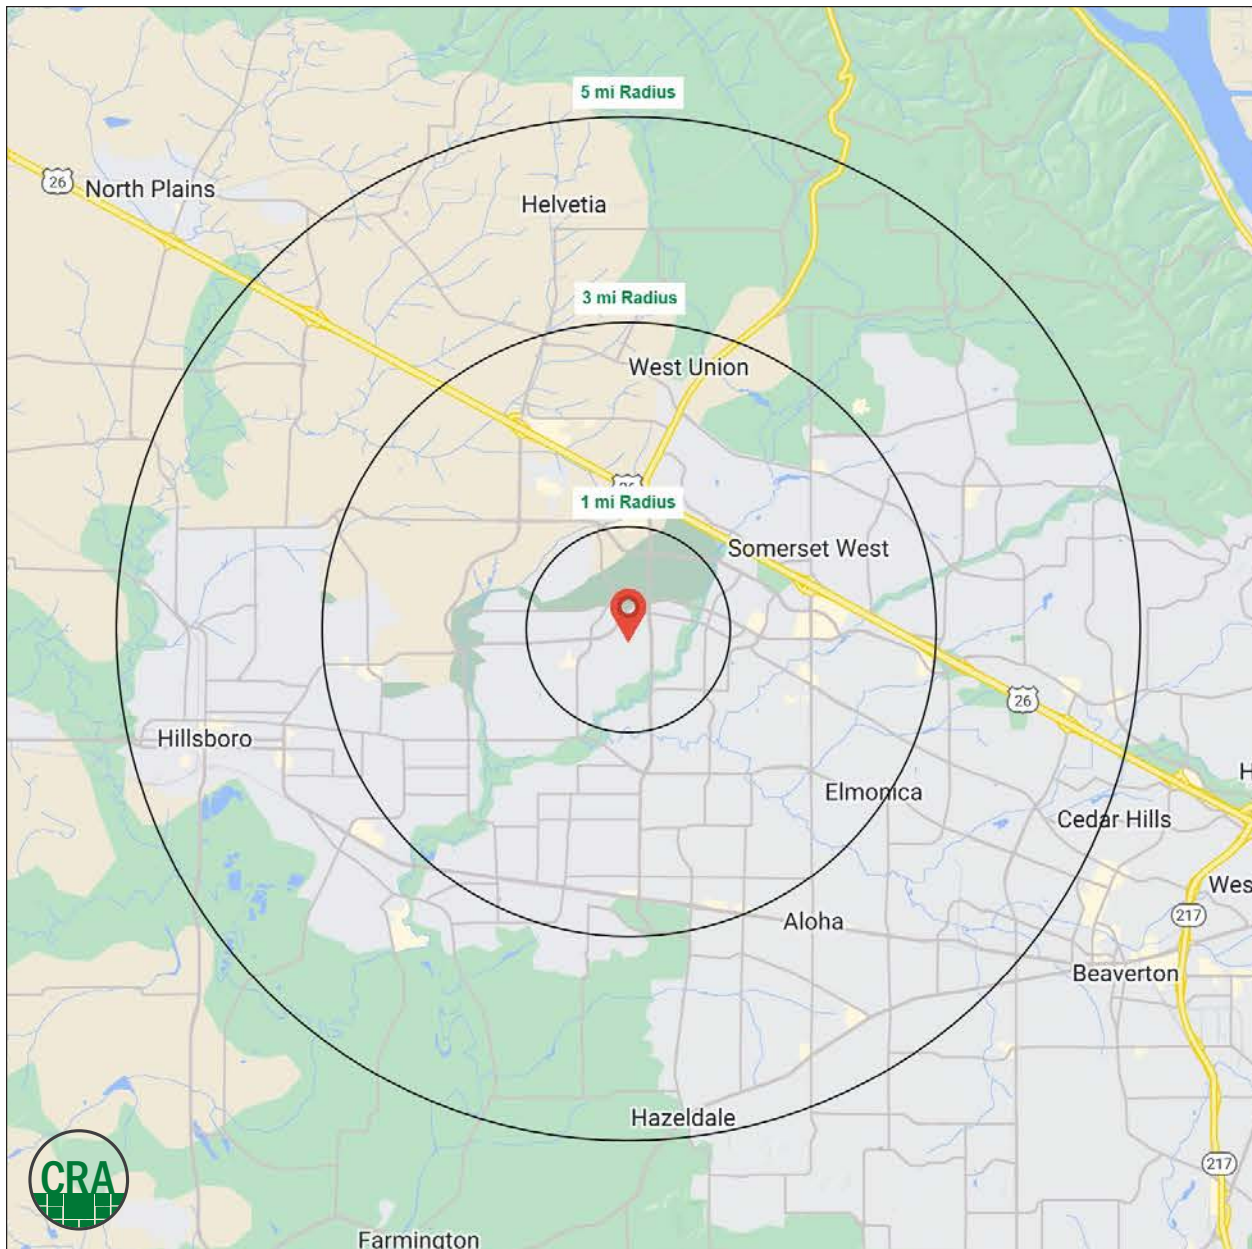 5 mi Radius
26
North Plains
Helvetia
3 mi Radius
West Union
26
1 mi Radius
Somerset West
26
Hillsboro
Elmonica
Cedar Hills
H
Wes
217
Aloha
Beaverton
Hazeldale
CRA
217
Farmington